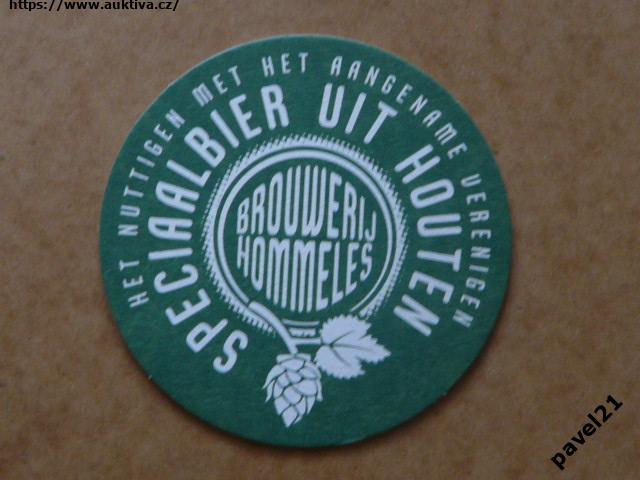 https://www.auktiva.cz/
HET NUTTIGEN MET HET AANGENAME VERENIGEN
SPECIAALBIER UIT HOUTEN
BROUWERIJ
HOMMELES
pavel21